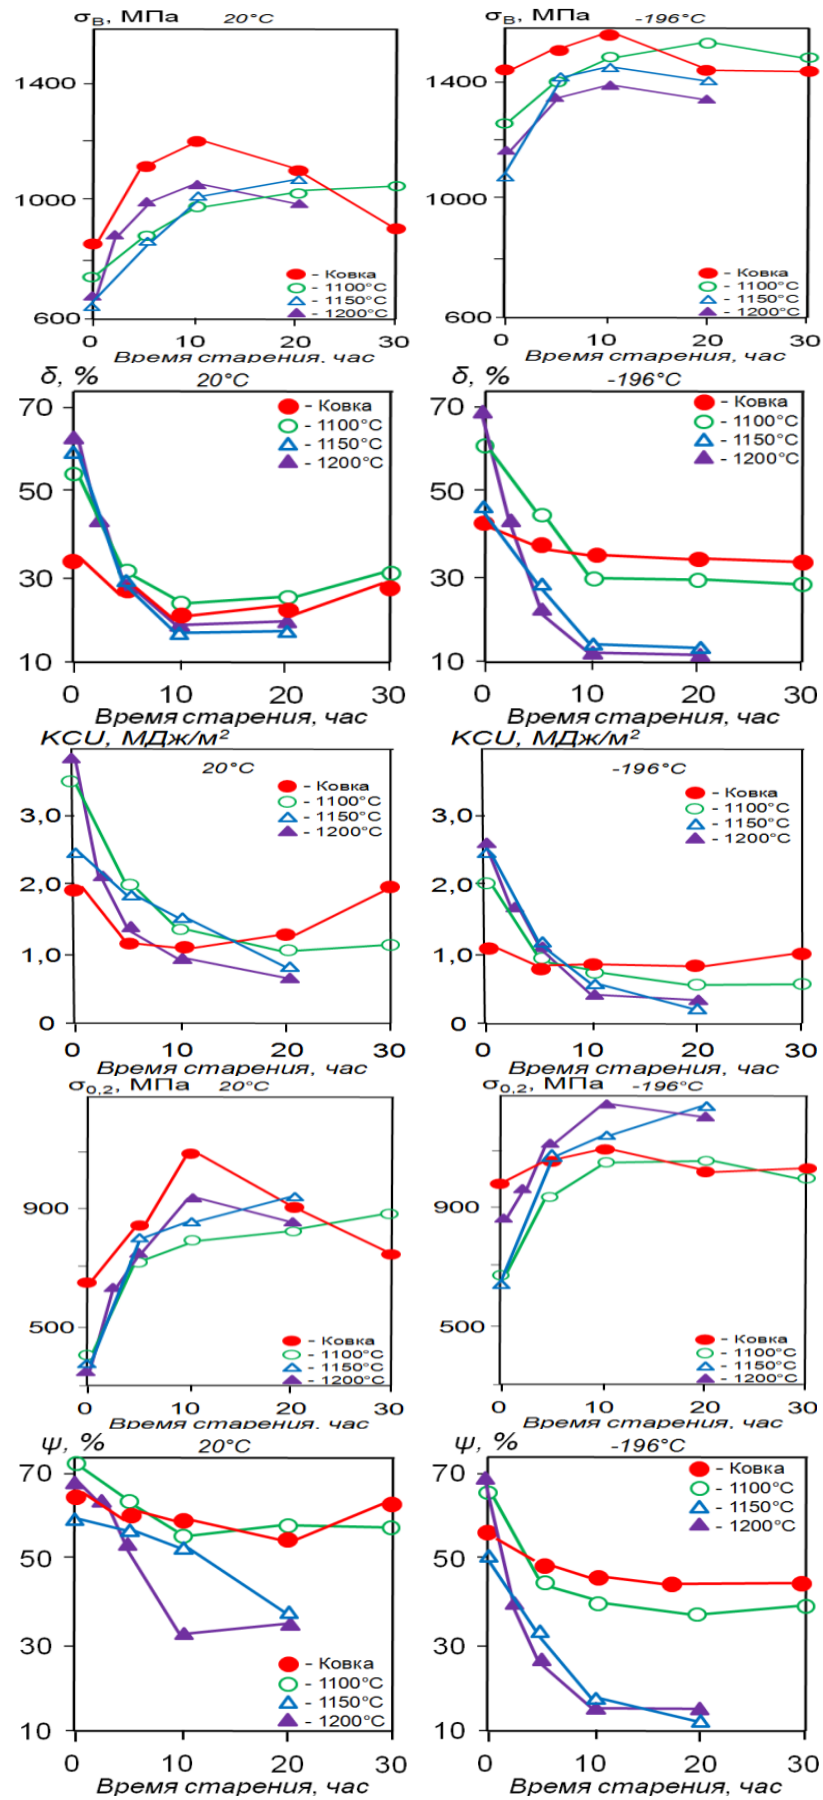 σВ, МПа 20°C
1400
1000
600
- Ковка
- 1100°C
- 1150°C
- 1200°C
0 10 20 30
Время старения, час
σВ, МПа -196°C
1400
1000
600
- Ковка
- 1100°C
- 1150°C
- 1200°C
0 10 20 30
Время старения, час
δ, % 20°C
70
50
30
10
- Ковка
- 1100°C
- 1150°C
- 1200°C
0 10 20 30
Время старения, час
δ, % -196°C
70
50
30
10
- Ковка
- 1100°C
- 1150°C
- 1200°C
0 10 20 30
Время старения, час
KCU, МДж/м²
20°C
3,0
2,0
1,0
0
- Ковка
- 1100°C
- 1150°C
- 1200°C
0 10 20 30
Время старения, час
KCU, МДж/м²
-196°C
3,0
2,0
1,0
0
- Ковка
- 1100°C
- 1150°C
- 1200°C
0 10 20 30
Время старения, час
σ0,2, МПа 20°C
900
500
- Ковка
- 1100°C
- 1150°C
- 1200°C
0 10 20 30
Время старения, час
σ0,2, МПа -196°C
900
500
- Ковка
- 1100°C
- 1150°C
- 1200°C
0 10 20 30
Время старения, час
ψ, % 20°C
70
50
30
10
- Ковка
- 1100°C
- 1150°C
- 1200°C
0 10 20 30
Время старения, час
ψ, % -196°C
70
50
30
10
- Ковка
- 1100°C
- 1150°C
- 1200°C
0 10 20 30
Время старения, час